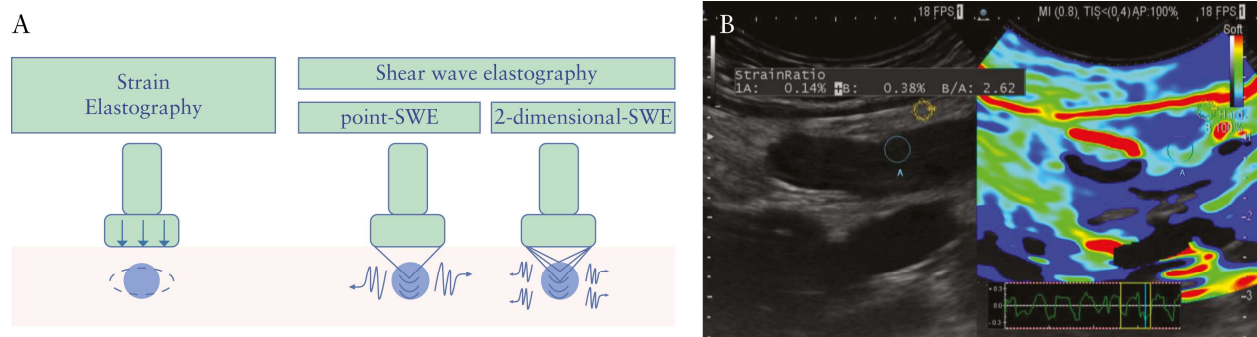 A
Strain
Elastography
Shear wave elastography
point-SWE
2-dimensional-SWE
B
18 FPS 1
MI (0.8) TIS<(0.4) AP:100%
18 FPS 1
Soft
StrainRatio
1A: 0.14% +B: 0.38% B/A: 2.62
Hard
A
A
-2
-3
+0.3
0.0
-0.3